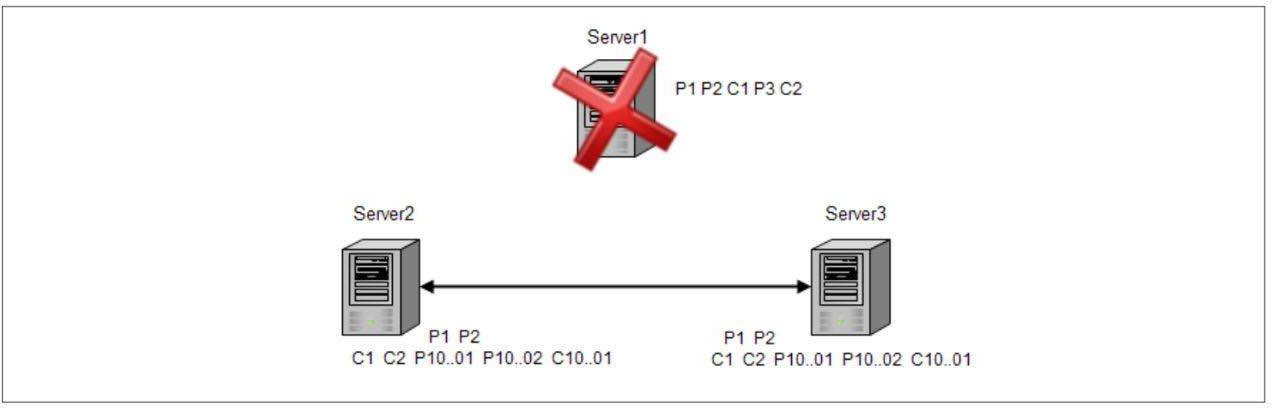 Server1
P1 P2 C1 P3 C2
Server2
Server3
P1 P2
C1 C2 P10..01 P10..02 C10..01
P1 P2
C1 C2 P10..01 P10..02 C10..01